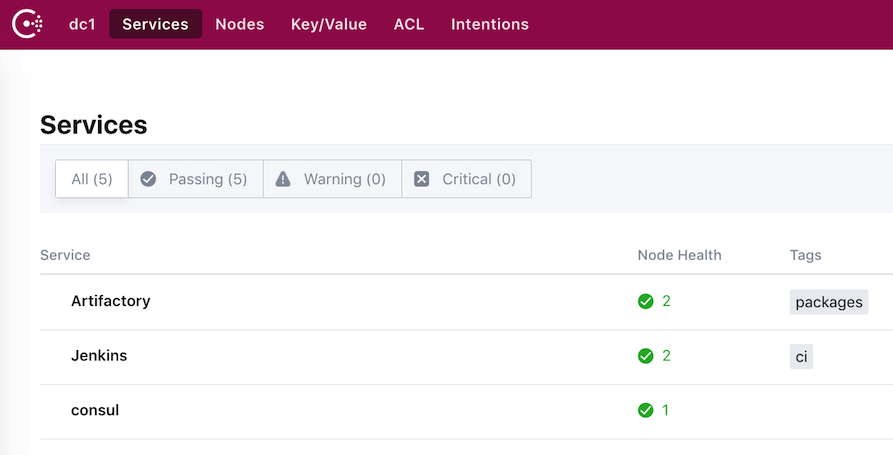 dc1 Services Nodes Key/Value ACL Intentions
Services
All (5) Passing (5) Warning (0) Critical (0)
Service Node Health Tags
Artifactory 2 packages
Jenkins 2 ci
consul 1